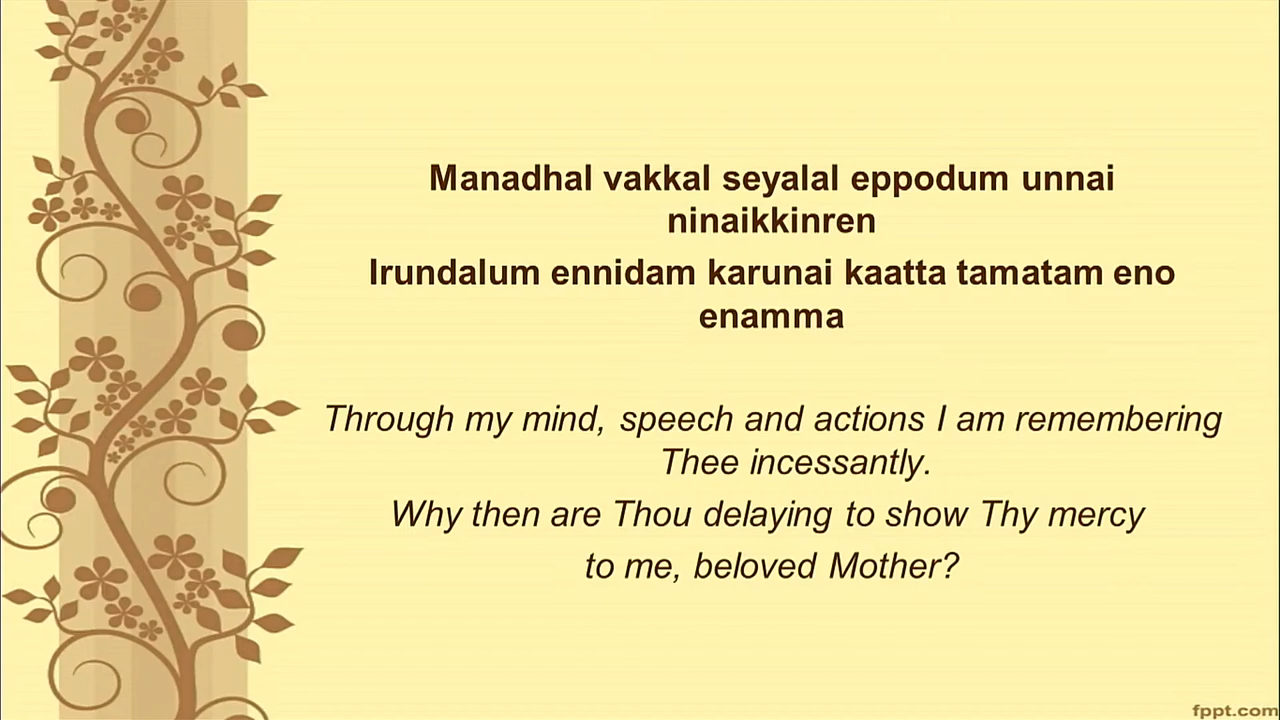 Manadhal vakkal seyalal eppodum unnai
ninaikkinren
Irundalum ennidam karunai kaatta tamatam eno
enamma
Through my mind, speech and actions I am remembering
Thee incessantly.
Why then are Thou delaying to show Thy mercy
to me, beloved Mother?
fppt.com